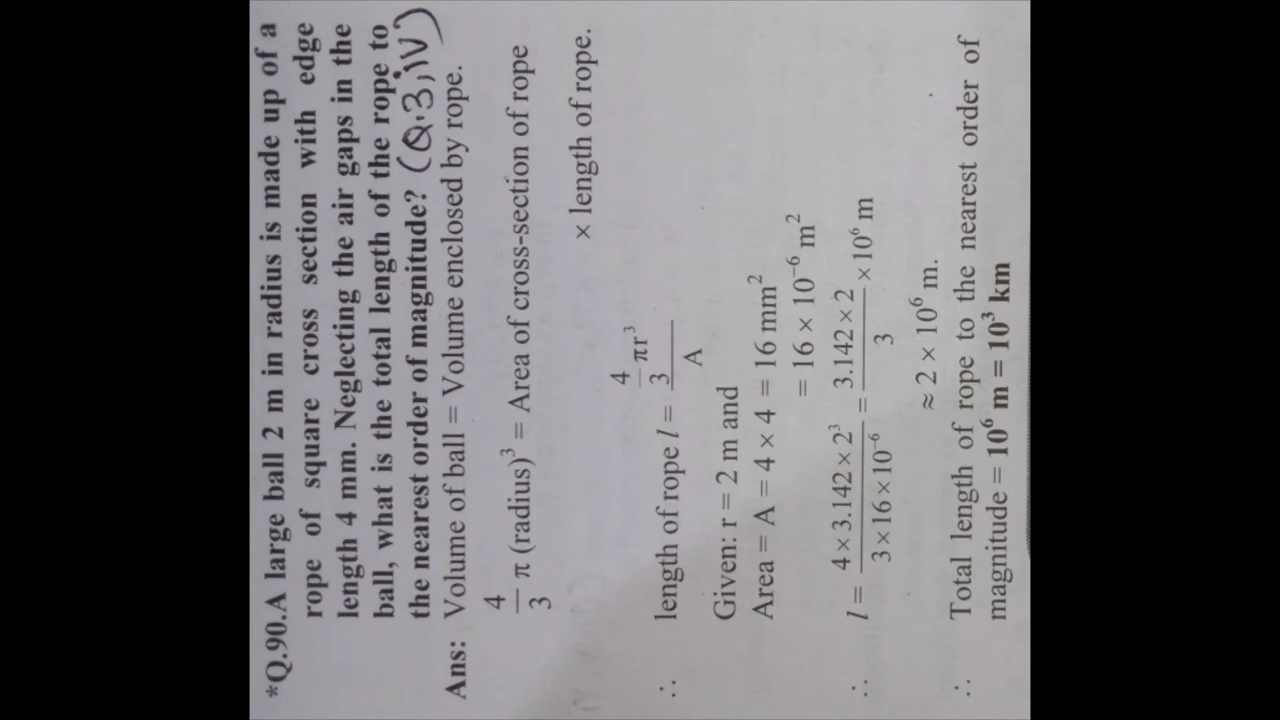 *Q.90.A large ball 2 m in radius is made up of a
rope of square cross section with edge
length 4 mm. Neglecting the air gaps in the
ball, what is the total length of the rope to
the nearest order of magnitude? (Q.3,iv)
Ans: Volume of ball = Volume enclosed by rope.
4/3 π (radius)³ = Area of cross-section of rope
× length of rope.
∴ length of rope l = (4/3 πr³)/A
Given: r = 2 m and
Area = A = 4 × 4 = 16 mm²
= 16 × 10⁻⁶ m²
∴ l = (4 × 3.142 × 2³)/(3 × 16 × 10⁻⁶) = (3.142 × 2)/3 × 10⁶ m
≈ 2 × 10⁶ m.
∴ Total length of rope to the nearest order of
magnitude = 10⁶ m = 10³ km